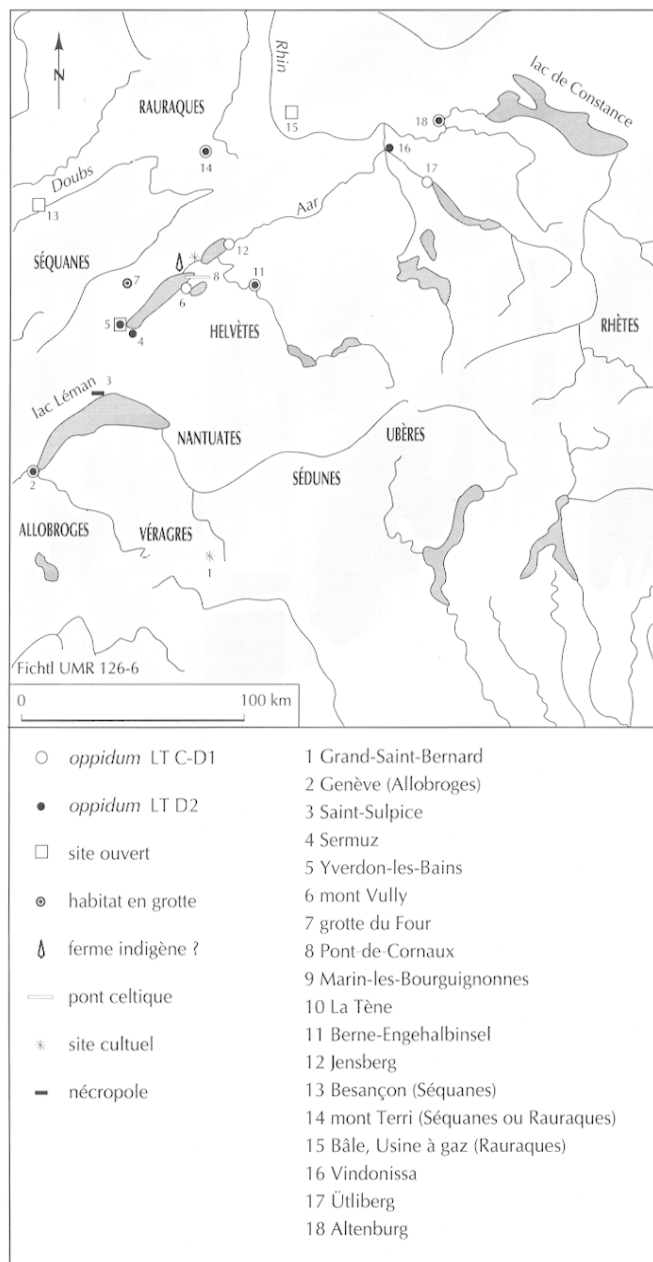 N
RAURAQUES
Rhin
lac de Constance
15
18
16
14
17
Doubs
13
Aar
12
SÉQUANES
7
8
11
6
5
4
HELVÈTES
RHÈTES
lac Léman
3
NANTUATES
UBÈRES
2
SÉDUNES
ALLOBROGES
VÉRAGRES
1
Fichtl UMR 126-6
0 100 km
oppidum LT C-D1
oppidum LT D2
site ouvert
habitat en grotte
ferme indigène ?
pont celtique
site cultuel
nécropole
1 Grand-Saint-Bernard
2 Genève (Allobroges)
3 Saint-Sulpice
4 Sermuz
5 Yverdon-les-Bains
6 mont Vully
7 grotte du Four
8 Pont-de-Cornaux
9 Marin-les-Bourguignonnes
10 La Tène
11 Berne-Engehalbinsel
12 Jensberg
13 Besançon (Séquanes)
14 mont Terri (Séquanes ou Rauraques)
15 Bâle, Usine à gaz (Rauraques)
16 Vindonissa
17 Ütliberg
18 Altenburg